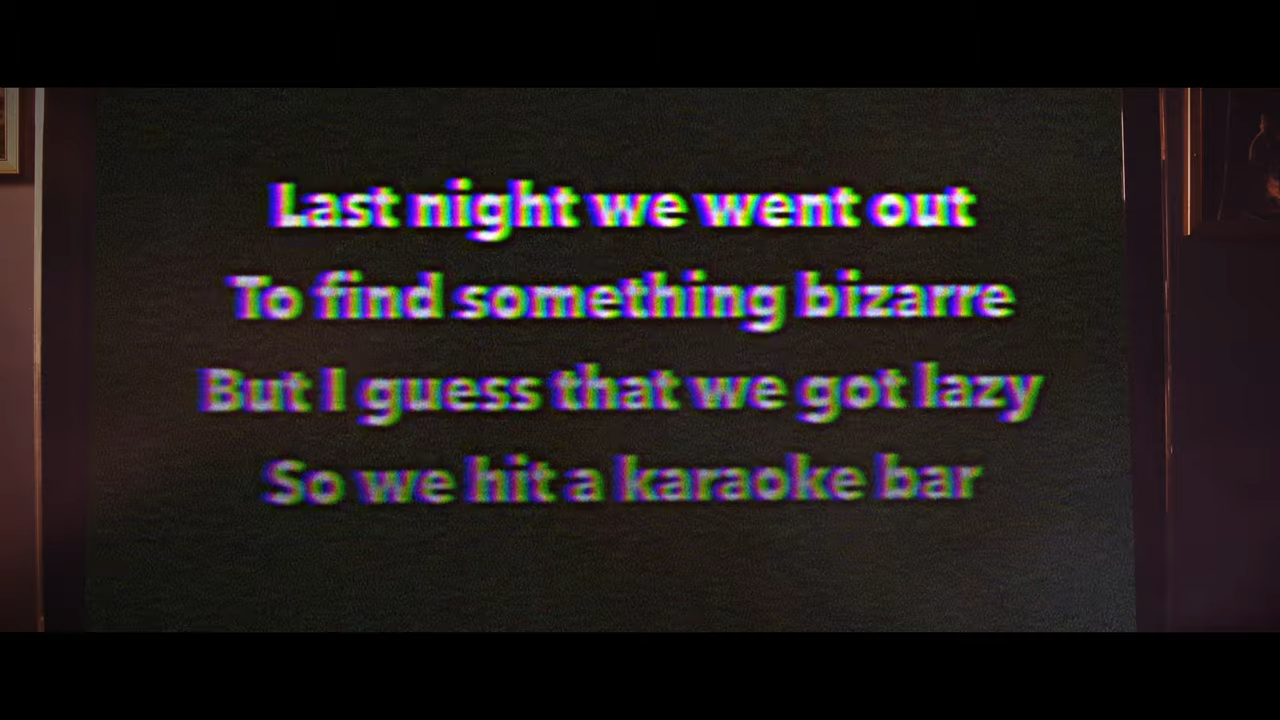 Last night we went out
To find something bizarre
But I guess that we got lazy
So we hit a karaoke bar